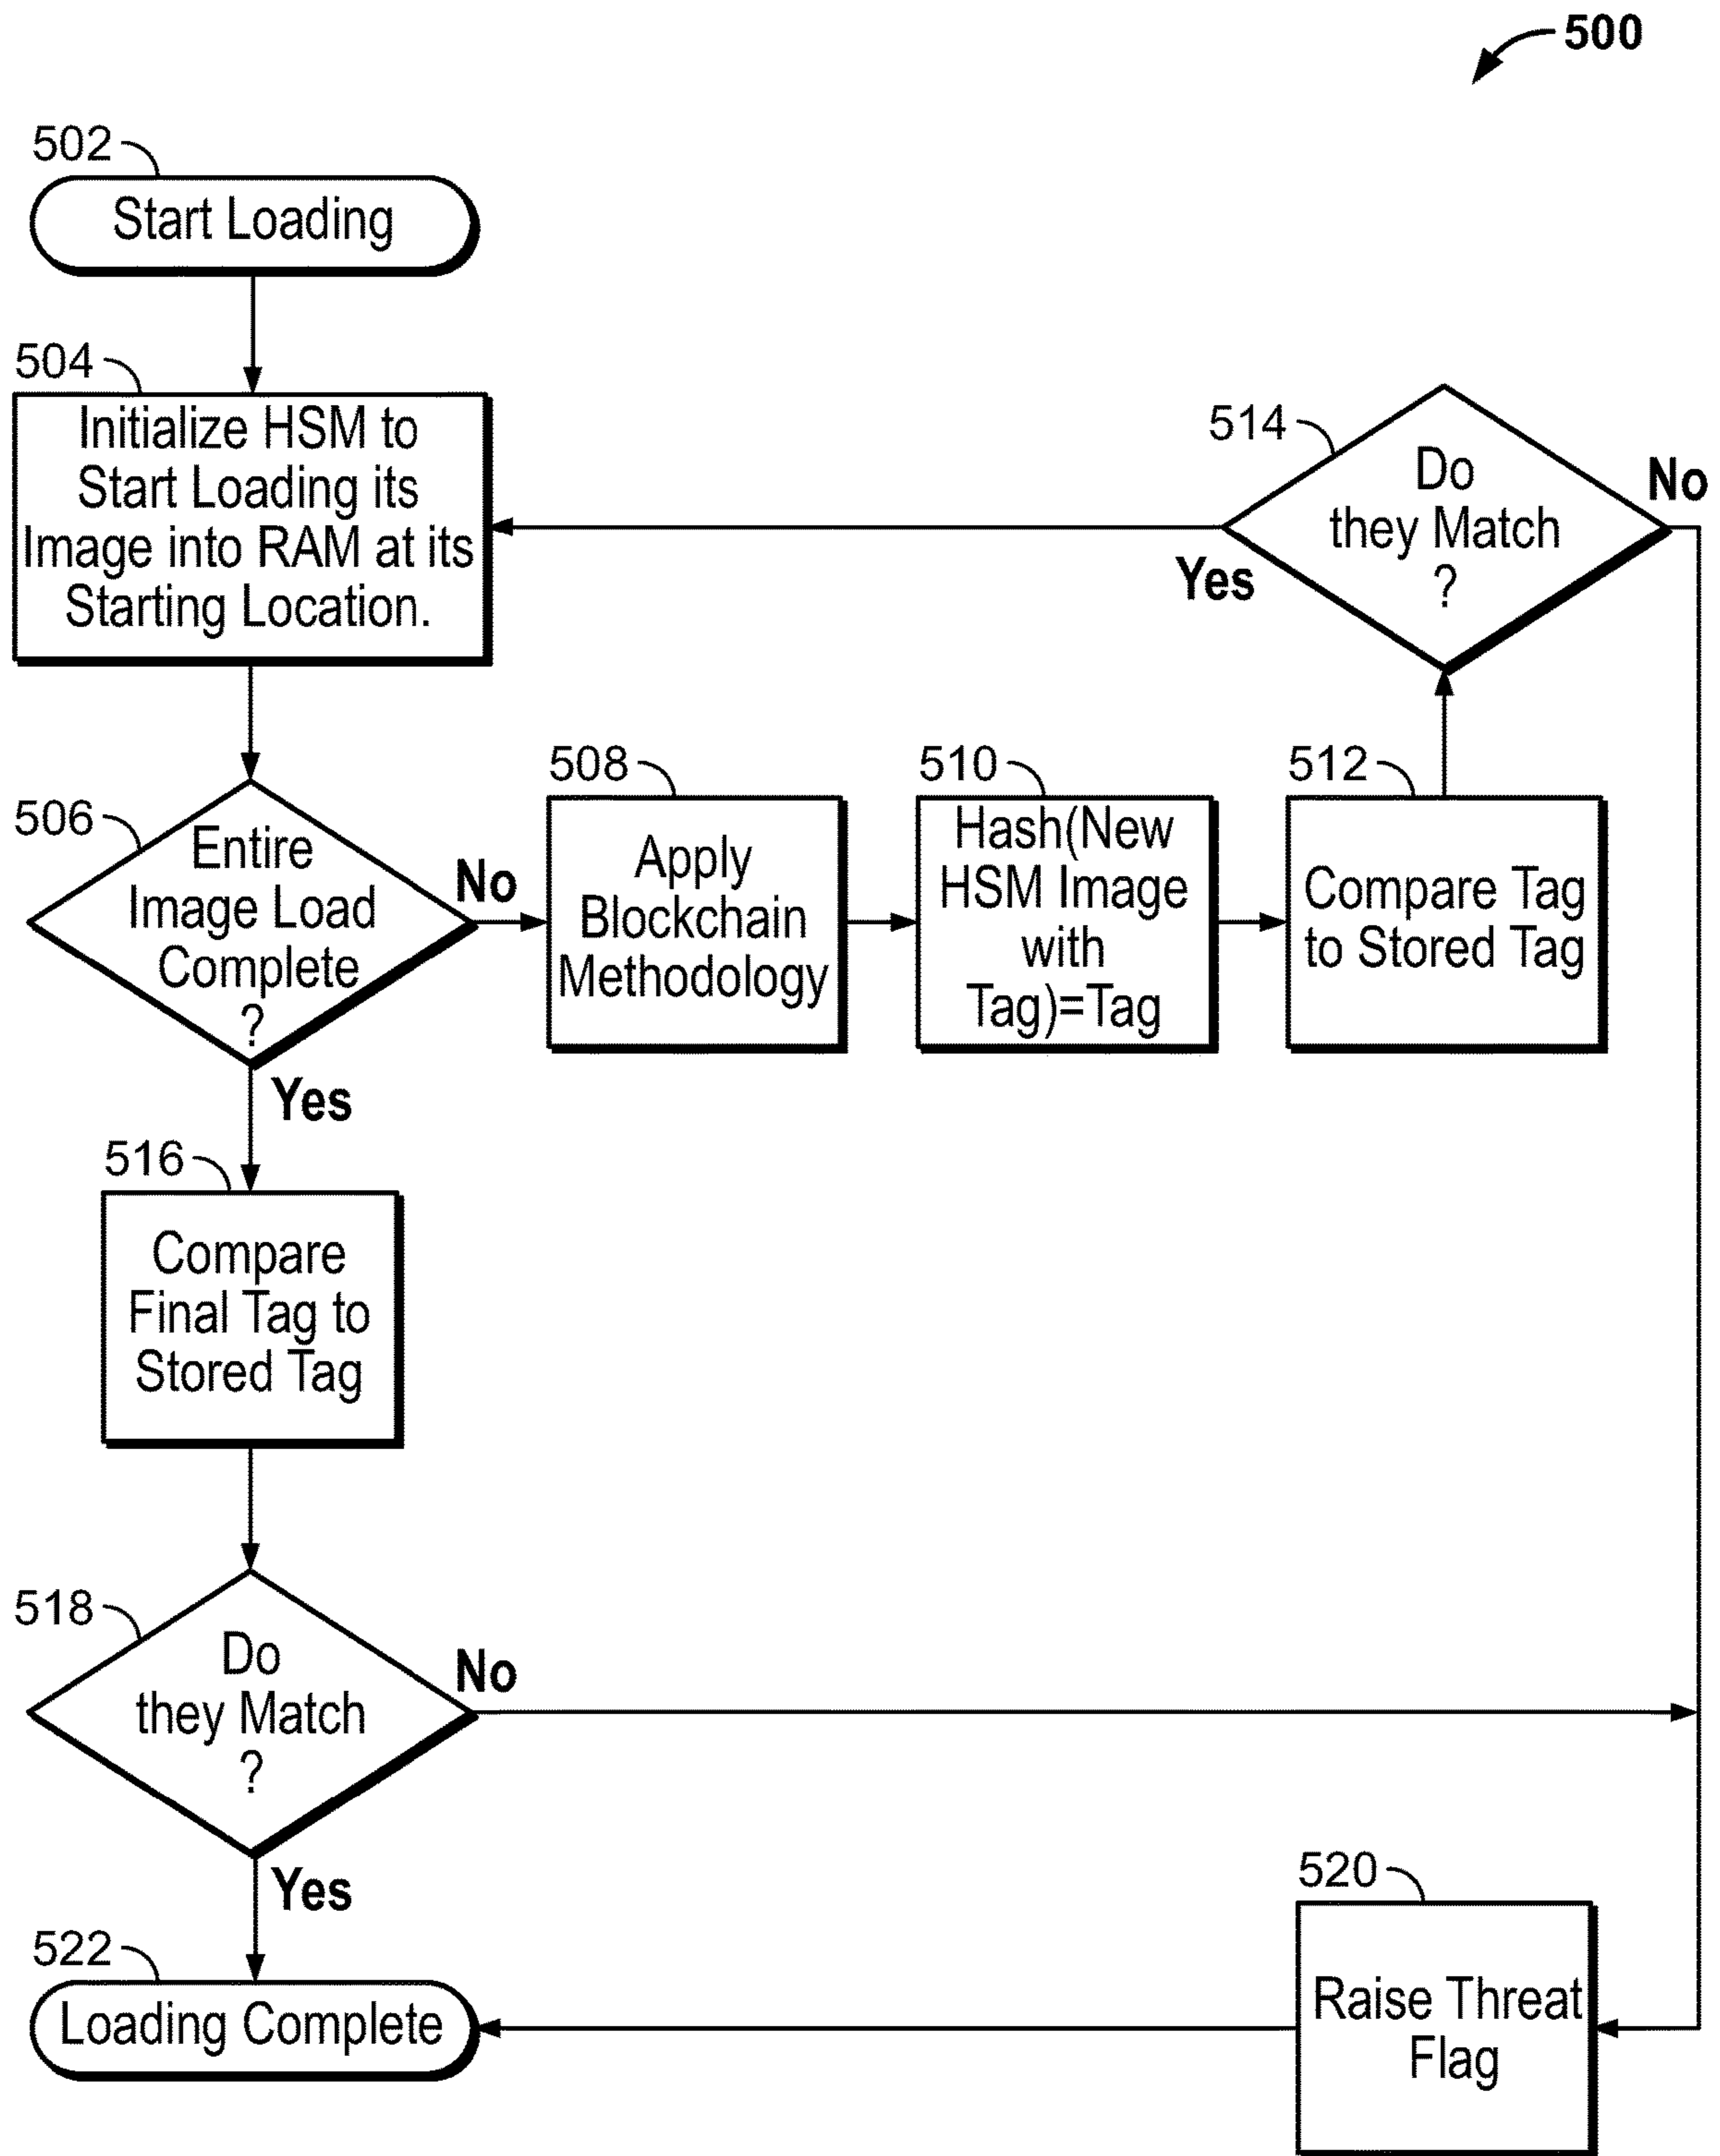 500
502
Start Loading
504
Initialize HSM to
Start Loading its
Image into RAM at its
Starting Location.
514
Do
they Match
?
No
Yes
506
Entire
Image Load
Complete
?
No
Yes
508
Apply
Blockchain
Methodology
510
Hash(New
HSM Image
with
Tag)=Tag
512
Compare Tag
to Stored Tag
516
Compare
Final Tag to
Stored Tag
518
Do
they Match
?
No
Yes
520
Raise Threat
Flag
522
Loading Complete